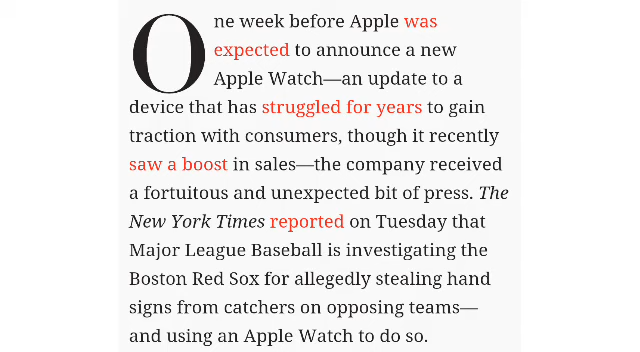 One week before Apple was
expected to announce a new
Apple Watch—an update to a
device that has struggled for years to gain
traction with consumers, though it recently
saw a boost in sales—the company received
a fortuitous and unexpected bit of press. The
New York Times reported on Tuesday that
Major League Baseball is investigating the
Boston Red Sox for allegedly stealing hand
signs from catchers on opposing teams—
and using an Apple Watch to do so.